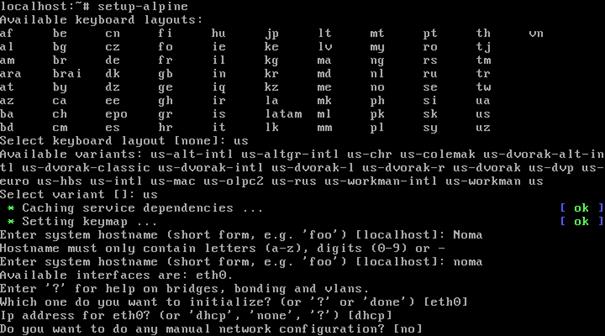 localhost:~# setup-alpine
Available keyboard layouts:
af be cn fi hu jp lt mt pt th vn
al bg cz fo ie ke lv my ro tj
am br de fr il kg ma ng rs tm
ara brai dk gb in kr md nl ru tr
at by dz ge iq kz me no se tw
az ca ee gh ir la mk ph si ua
ba ch epo gr is latam ml pk sk us
bd cm es hr it lk mm pl sy uz
Select keyboard layout [none]: us
Available variants: us-alt-intl us-altgr-intl us-chr us-colemak us-dvorak-alt-in
tl us-dvorak-classic us-dvorak-intl us-dvorak-l us-dvorak-r us-dvorak us-dvp us-
euro us-hbs us-intl us-mac us-olpc2 us-rus us-workman-intl us-workman us
Select variant []: us
* Caching service dependencies ... [ ok ]
* Setting keymap ... [ ok ]
Enter system hostname (short form, e.g. 'foo') [localhost]: Noma
Hostname must only contain letters (a-z), digits (0-9) or -
Enter system hostname (short form, e.g. 'foo') [localhost]: noma
Available interfaces are: eth0.
Enter '?' for help on bridges, bonding and vlans.
Which one do you want to initialize? (or '?' or 'done') [eth0]
Ip address for eth0? (or 'dhcp', 'none', '?') [dhcp]
Do you want to do any manual network configuration? [no]